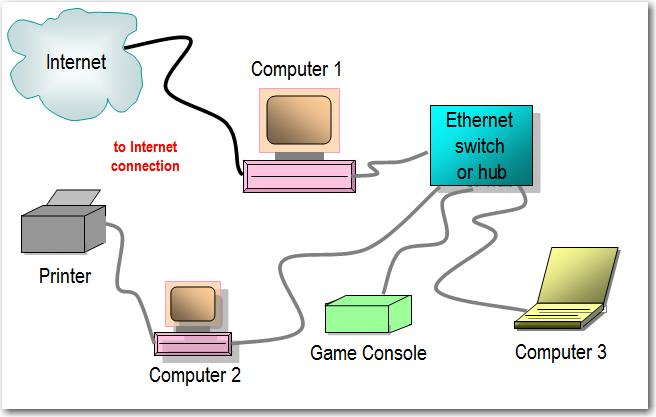 Internet
Computer 1
Ethernet
switch
or hub
to Internet
connection
Printer
Game Console
Computer 3
Computer 2